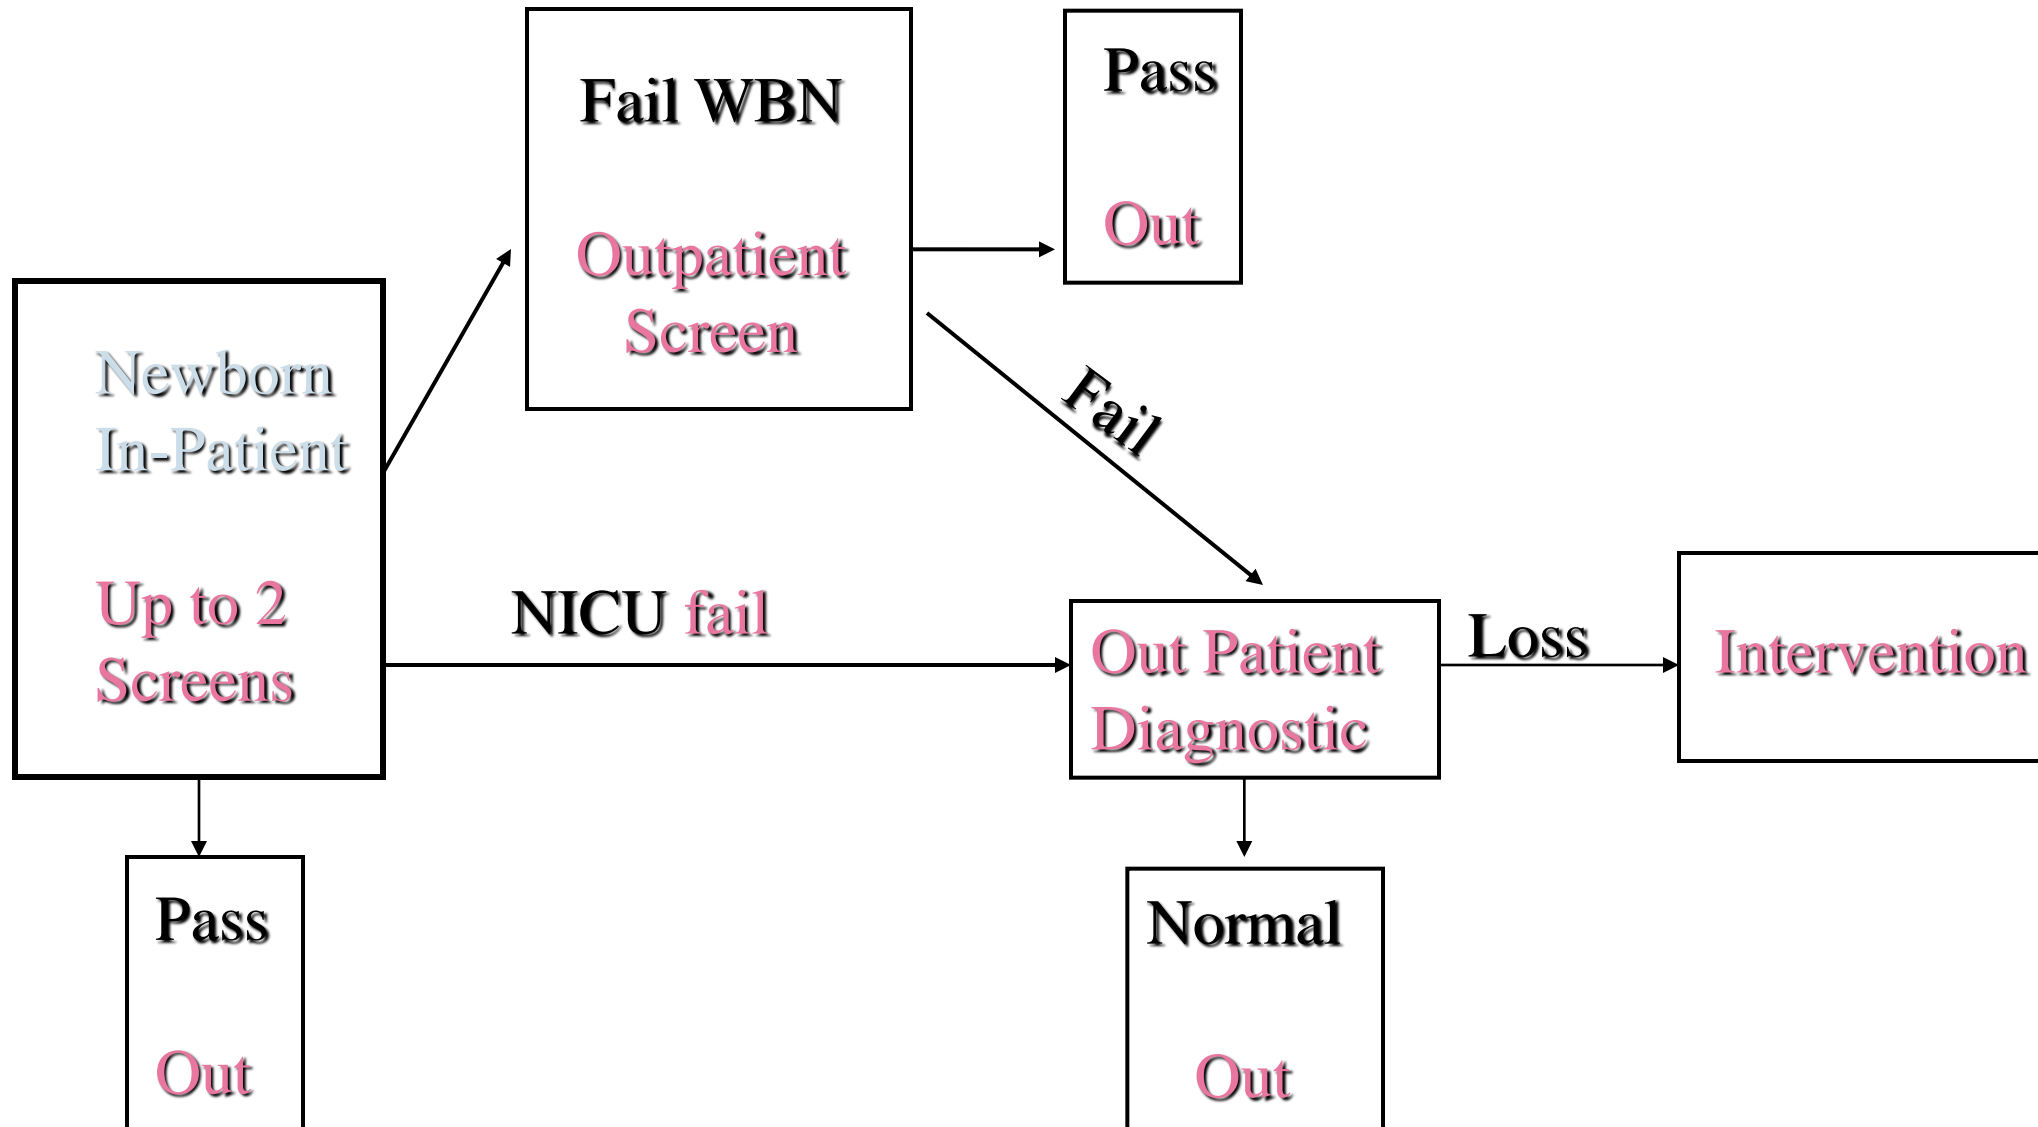 Newborn
In-Patient
Up to 2
Screens
Pass
Out
Fail WBN
Outpatient
Screen
Pass
Out
Fail
NICU fail
Out Patient
Diagnostic
Loss
Intervention
Normal
Out